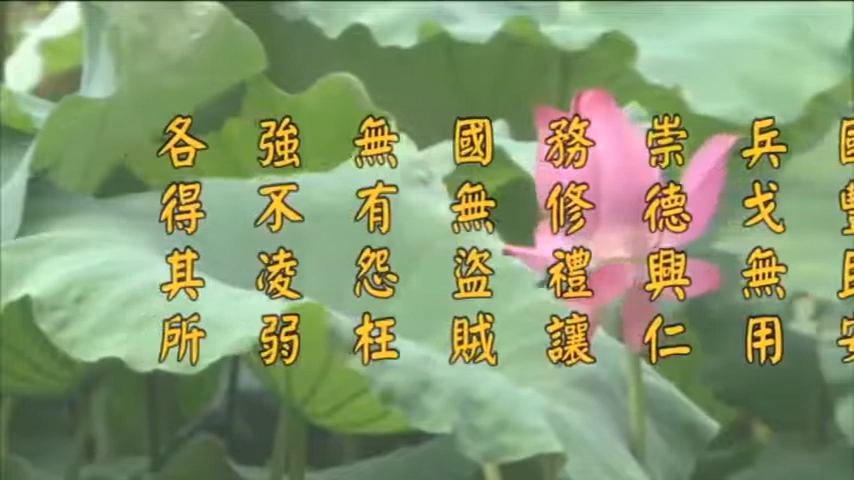 兵戈無用
崇德興仁
務修禮讓
國無盜賊
無有怨枉
強不凌弱
各得其所